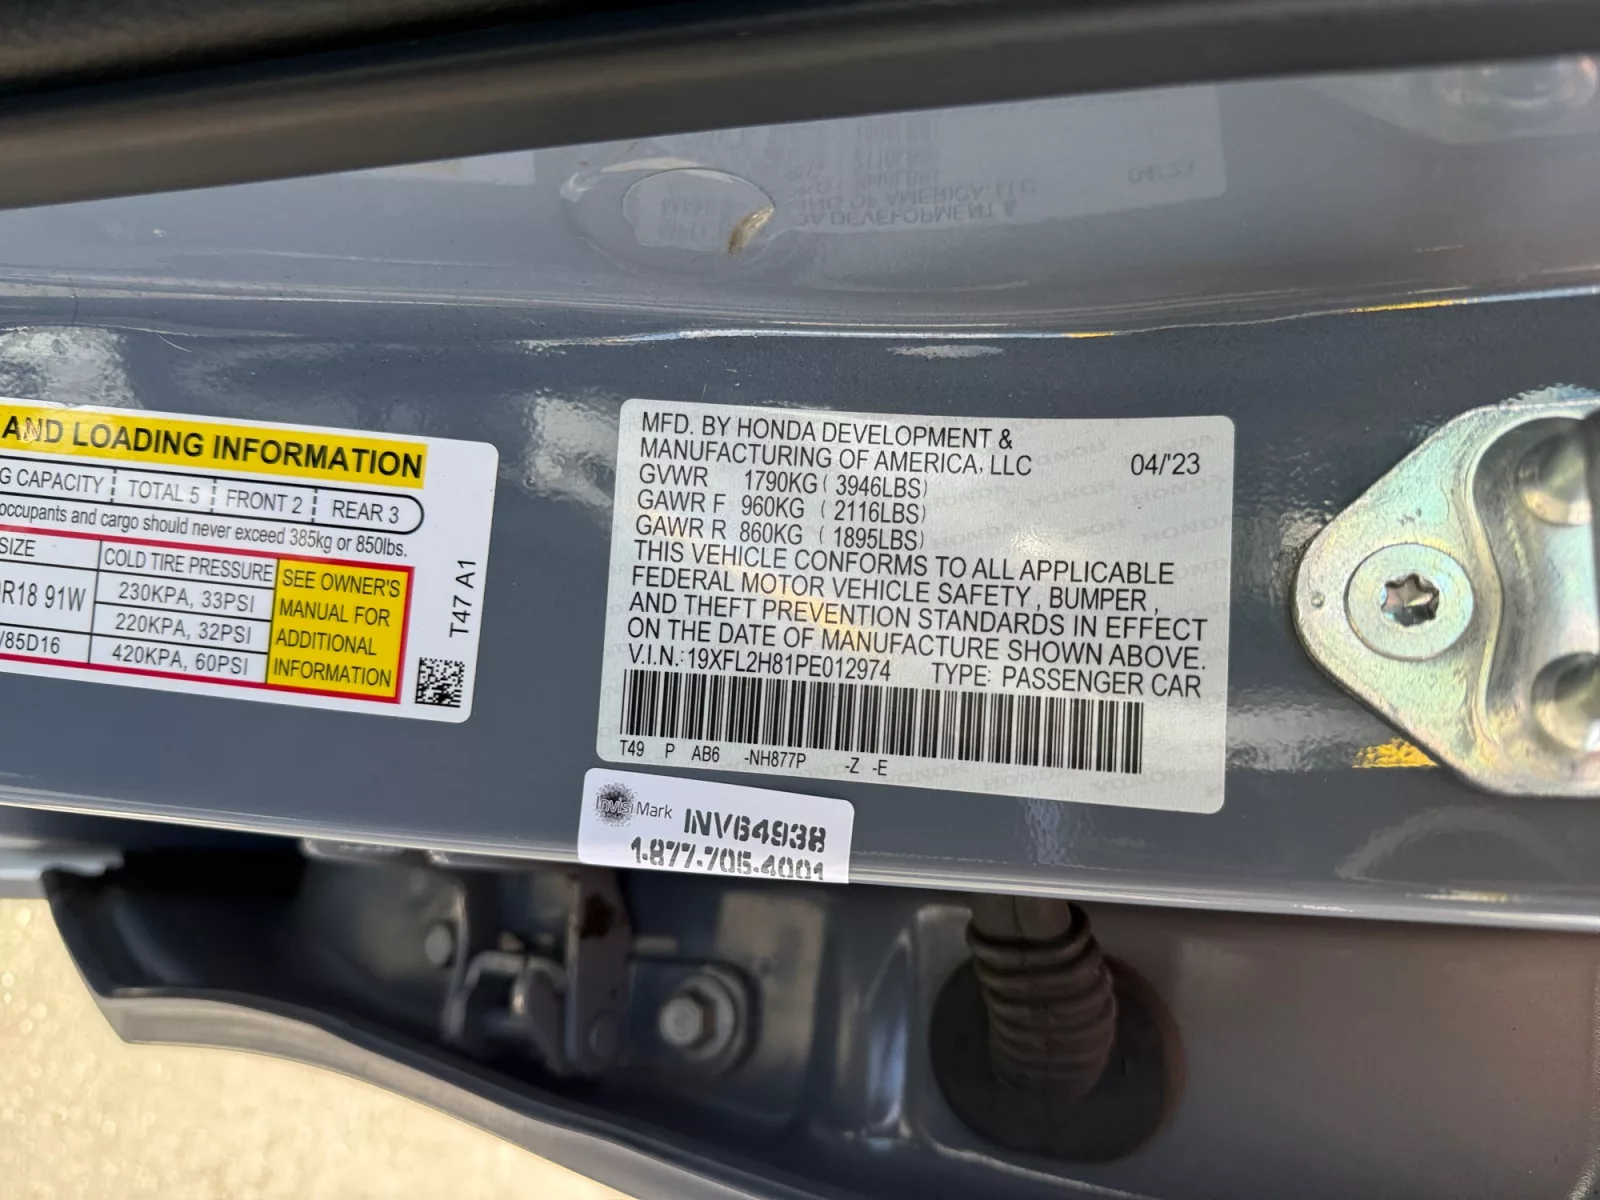 AND LOADING INFORMATION
G CAPACITY TOTAL 5 FRONT 2 REAR 3
occupants and cargo should never exceed 385kg or 850lbs.
SIZE COLD TIRE PRESSURE
R18 91W 230KPA, 33PSI
220KPA, 32PSI
/85D16 420KPA, 60PSI
SEE OWNER'S
MANUAL FOR
ADDITIONAL
INFORMATION
T47 A1
MFD. BY HONDA DEVELOPMENT &
MANUFACTURING OF AMERICA, LLC 04/'23
GVWR 1790KG ( 3946LBS)
GAWR F 960KG ( 2116LBS)
GAWR R 860KG ( 1895LBS)
THIS VEHICLE CONFORMS TO ALL APPLICABLE
FEDERAL MOTOR VEHICLE SAFETY, BUMPER,
AND THEFT PREVENTION STANDARDS IN EFFECT
ON THE DATE OF MANUFACTURE SHOWN ABOVE.
V.I.N.: 19XFL2H81PE012974 TYPE: PASSENGER CAR
T49 P AB6 -NH877P -Z -E
InvisiMark INV64938
1-877-705-4001